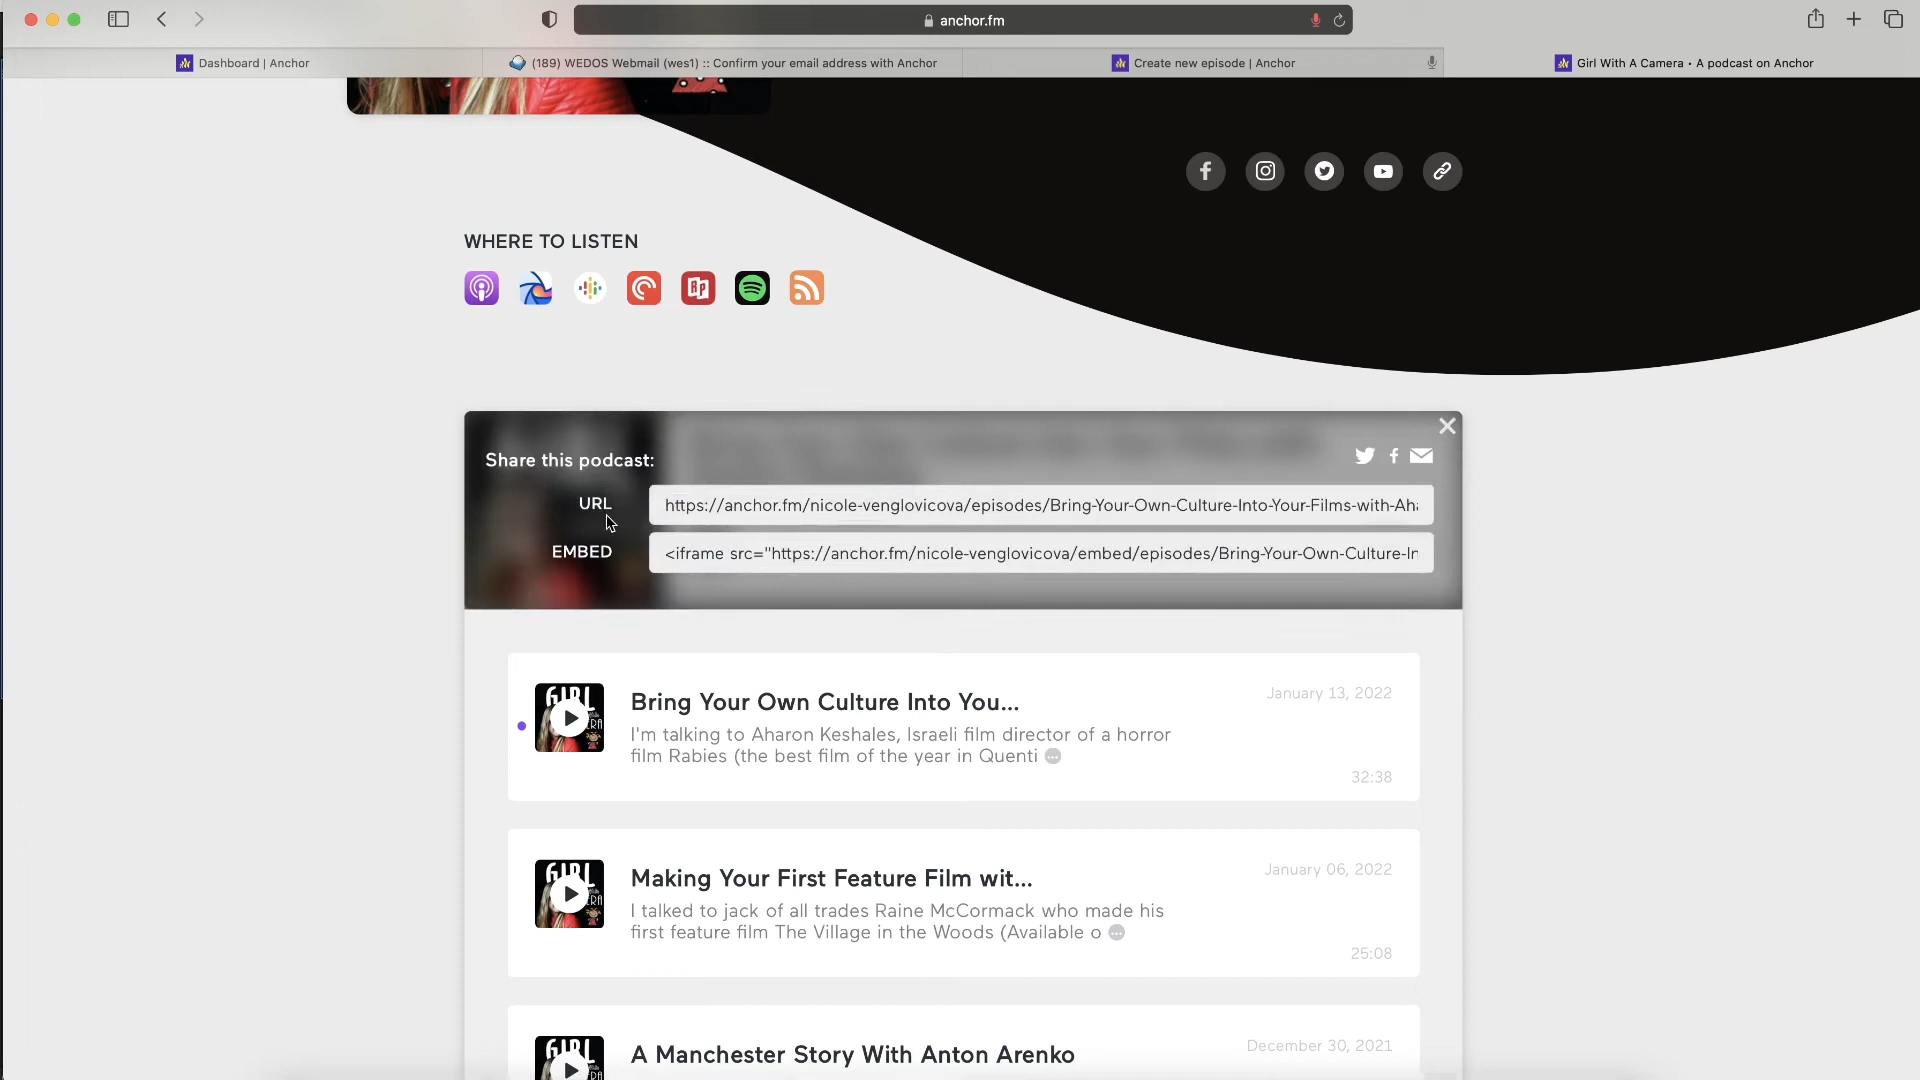 anchor.fm
Dashboard | Anchor
(189) WEDOS Webmail (wes1) :: Confirm your email address with Anchor
Create new episode | Anchor
Girl With A Camera • A podcast on Anchor
WHERE TO LISTEN
Rp
Share this podcast:
URL
https://anchor.fm/nicole-venglovicova/episodes/Bring-Your-Own-Culture-Into-Your-Films-with-Aha
EMBED
<iframe src="https://anchor.fm/nicole-venglovicova/embed/episodes/Bring-Your-Own-Culture-In
GIRL
Bring Your Own Culture Into You...
January 13, 2022
I'm talking to Aharon Keshales, Israeli film director of a horror
film Rabies (the best film of the year in Quenti
32:38
GIRL
Making Your First Feature Film wit...
January 06, 2022
I talked to jack of all trades Raine McCormack who made his
first feature film The Village in the Woods (Available o
25:08
GIRL
A Manchester Story With Anton Arenko
December 30, 2021